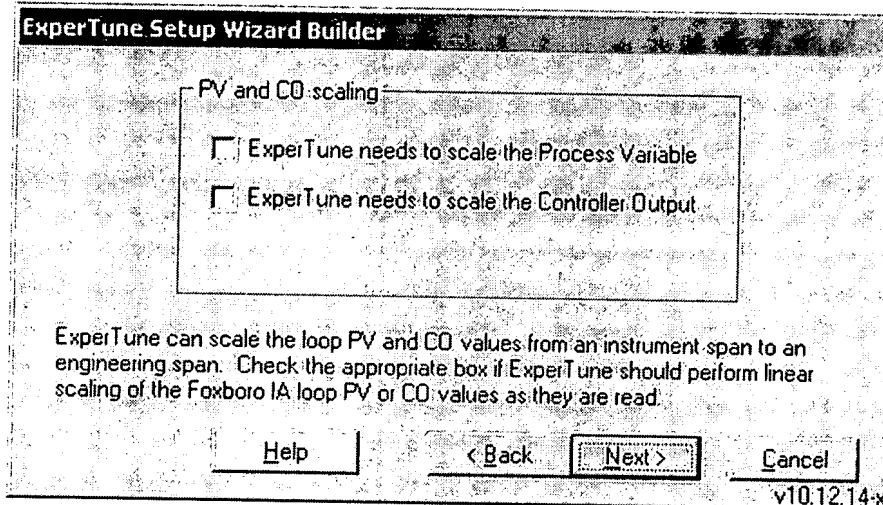 ExperTune Setup Wizard Builder
PV and CO scaling
ExperTune needs to scale the Process Variable
ExperTune needs to scale the Controller Output
ExperTune can scale the loop PV and CO values from an instrument span to an
engineering span. Check the appropriate box if ExperTune should perform linear
scaling of the Foxboro IA loop PV or CO values as they are read.
Help
< Back
Next >
Cancel
v10.12.14-x